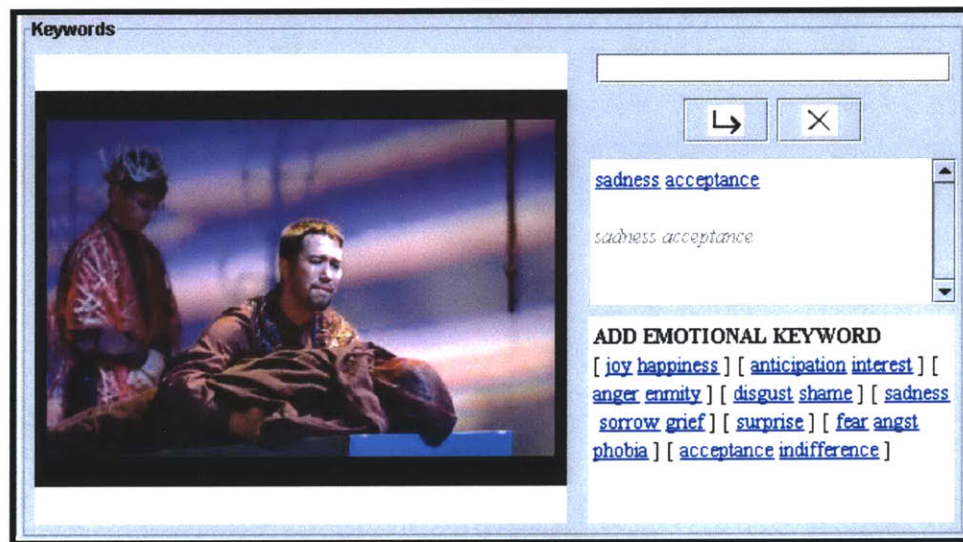 Keywords
sadness acceptance
sadness acceptance
ADD EMOTIONAL KEYWORD
[ joy happiness ] [ anticipation interest ] [
anger enmity ] [ disgust shame ] [ sadness
sorrow grief ] [ surprise ] [ fear angst
phobia ] [ acceptance indifference ]